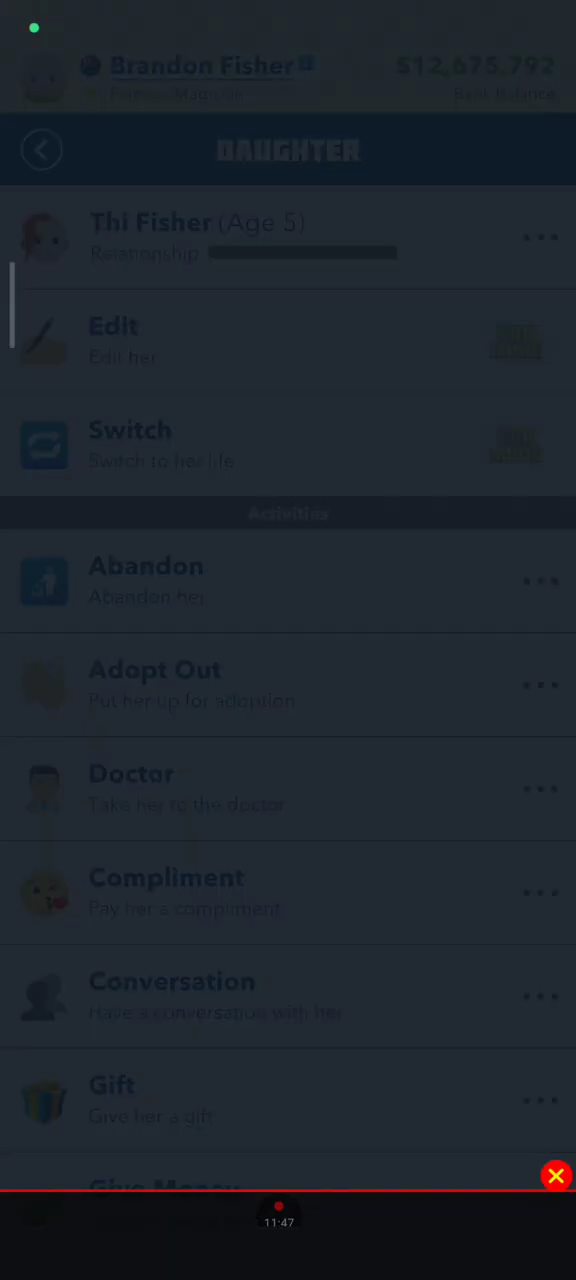 Brandon Fisher
$12,675,792
Bank Balance
DAUGHTER
Thi Fisher (Age 5)
Relationship
Edit
Edit her
Switch
Switch to her life
Activities
Abandon
Abandon her
Adopt Out
Put her up for adoption
Doctor
Take her to the doctor
Compliment
Pay her a compliment
Conversation
Have a conversation with her
Gift
Give her a gift
Give Money
11:47